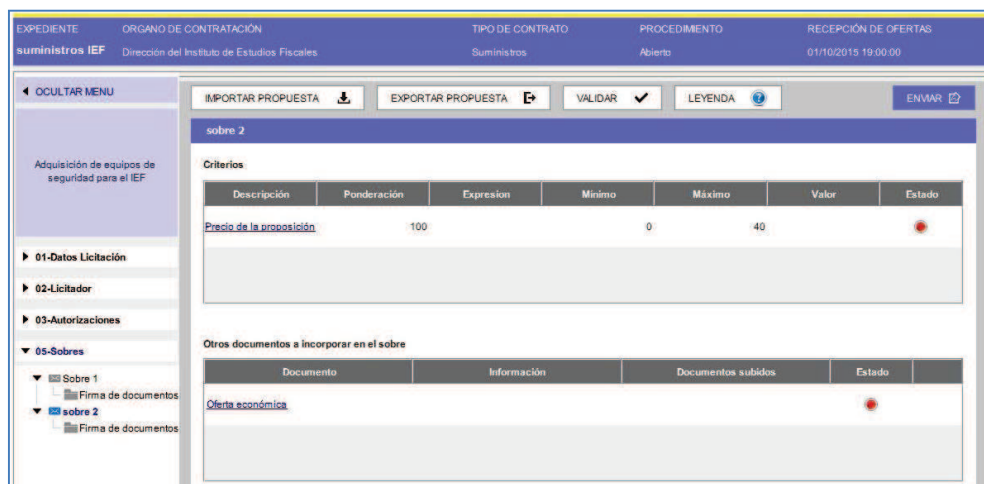 EXPEDIENTE ORGANO DE CONTRATACIÓN TIPO DE CONTRATO PROCEDIMIENTO RECEPCIÓN DE OFERTAS
suministros IEF Dirección del Instituto de Estudios Fiscales Suministros Abierto 01/10/2015 19:00:00
OCULTAR MENU
IMPORTAR PROPUESTA EXPORTAR PROPUESTA VALIDAR LEYENDA ENVIAR
Adquisición de equipos de
seguridad para el IEF
01-Datos Licitación
02-Licitador
03-Autorizaciones
05-Sobres
Sobre 1
Firma de documentos
sobre 2
Firma de documentos
sobre 2
Criterios
Descripción Ponderación Expresion Mínimo Máximo Valor Estado
Precio de la proposición 100 0 40
Otros documentos a incorporar en el sobre
Documento Información Documentos subidos Estado
Oferta económica